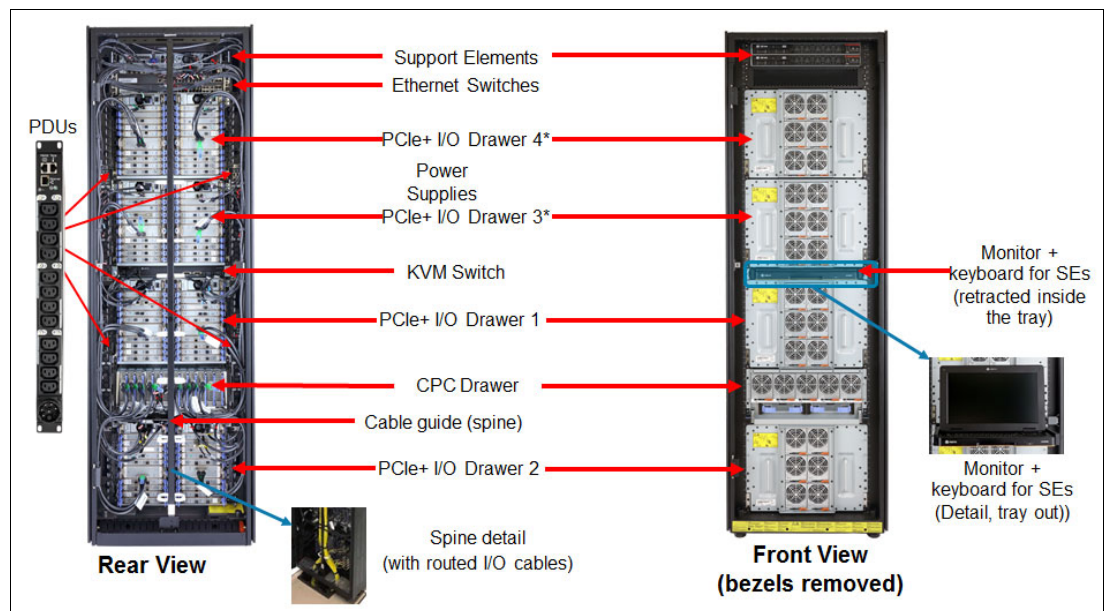 Support Elements
Ethernet Switches
PDUs
PCIe+ I/O Drawer 4*
Power
Supplies
PCIe+ I/O Drawer 3*
KVM Switch
PCIe+ I/O Drawer 1
CPC Drawer
Cable guide (spine)
PCIe+ I/O Drawer 2
Spine detail
(with routed I/O cables)
Rear View
Monitor +
keyboard for SEs
(retracted inside
the tray)
Monitor +
keyboard for SEs
(Detail, tray out))
Front View
(bezels removed)